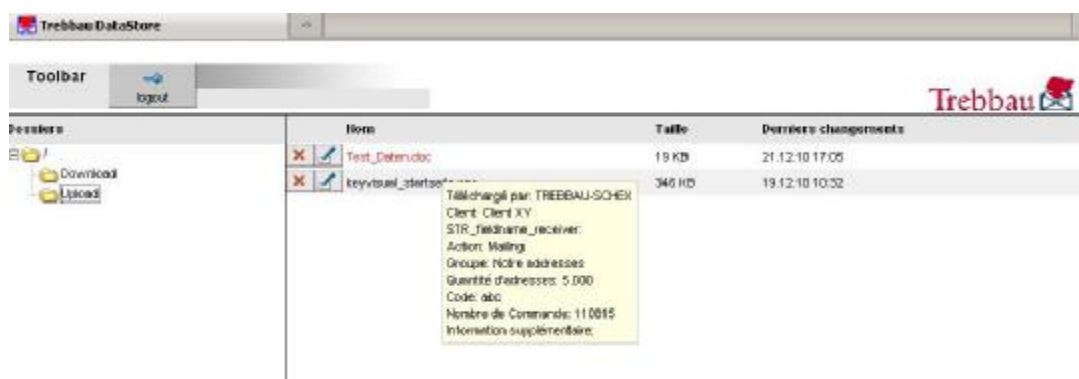 Trebbau DataStore
Toolbar
logout
Trebbau
Dossiers
Nom Taille Derniers changements
/
Test_Daten.doc 19 KB 21.12.10 17:05
Download
keyvisual_startseite 346 KB 19.12.10 10:32
Upload
Téléchargé par: TREBBAU-SCHEX
Client: Client XY
STR_fieldname_receiver:
Action: Mailing
Groupe: Notre addresses
Quantité d'adresses: 5.000
Code: abc
Nombre de Commande: 110815
Information supplémentaire: